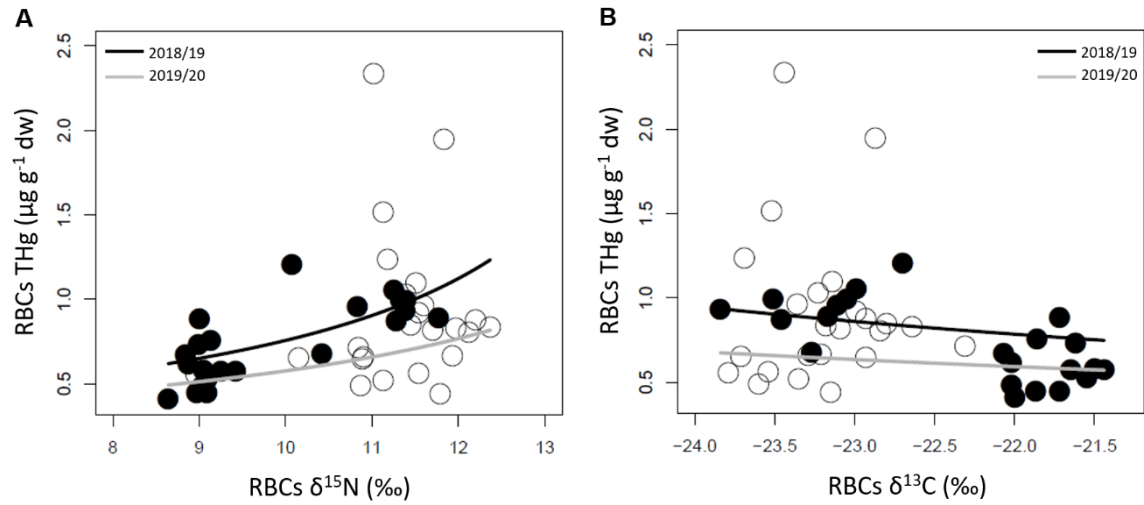 A
2018/19
2019/20
2.5
2.0
1.5
1.0
0.5
RBCs THg (µg g⁻¹ dw)
8 9 10 11 12 13
RBCs δ¹⁵N (‰)
B
2018/19
2019/20
2.5
2.0
1.5
1.0
0.5
RBCs THg (µg g⁻¹ dw)
−24.0 −23.5 −23.0 −22.5 −22.0 −21.5
RBCs δ¹³C (‰)